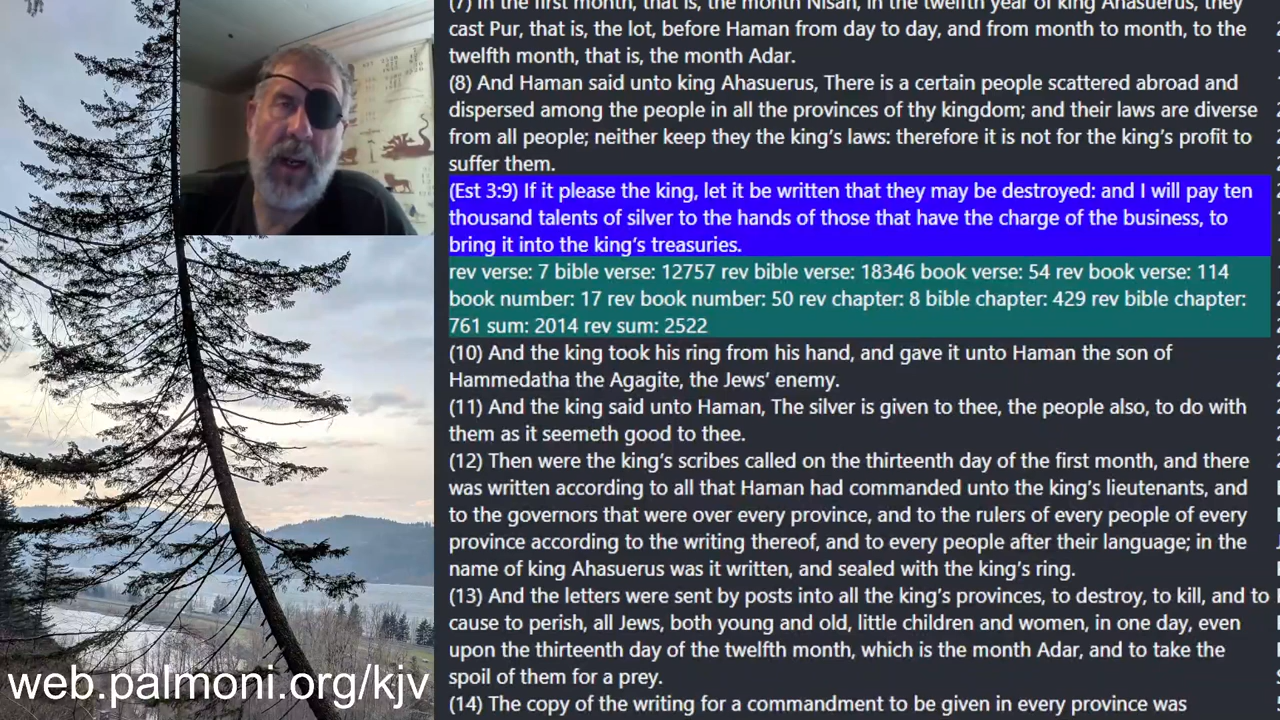 (7) In the first month, that is, the month Nisan, in the twelfth year of king Ahasuerus, they
cast Pur, that is, the lot, before Haman from day to day, and from month to month, to the
twelfth month, that is, the month Adar.
(8) And Haman said unto king Ahasuerus, There is a certain people scattered abroad and
dispersed among the people in all the provinces of thy kingdom; and their laws are diverse
from all people; neither keep they the king’s laws: therefore it is not for the king’s profit to
suffer them.
(Est 3:9) If it please the king, let it be written that they may be destroyed: and I will pay ten
thousand talents of silver to the hands of those that have the charge of the business, to
bring it into the king’s treasuries.
rev verse: 7 bible verse: 12757 rev bible verse: 18346 book verse: 54 rev book verse: 114
book number: 17 rev book number: 50 rev chapter: 8 bible chapter: 429 rev bible chapter:
761 sum: 2014 rev sum: 2522
(10) And the king took his ring from his hand, and gave it unto Haman the son of
Hammedatha the Agagite, the Jews’ enemy.
(11) And the king said unto Haman, The silver is given to thee, the people also, to do with
them as it seemeth good to thee.
(12) Then were the king’s scribes called on the thirteenth day of the first month, and there
was written according to all that Haman had commanded unto the king’s lieutenants, and
to the governors that were over every province, and to the rulers of every people of every
province according to the writing thereof, and to every people after their language; in the
name of king Ahasuerus was it written, and sealed with the king’s ring.
(13) And the letters were sent by posts into all the king’s provinces, to destroy, to kill, and to
cause to perish, all Jews, both young and old, little children and women, in one day, even
upon the thirteenth day of the twelfth month, which is the month Adar, and to take the
spoil of them for a prey.
(14) The copy of the writing for a commandment to be given in every province was
web.palmoni.org/kjv